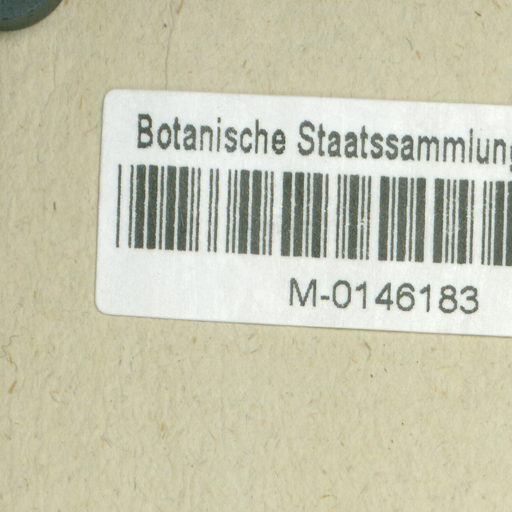 Botanische Staatssammlung
M-0146183